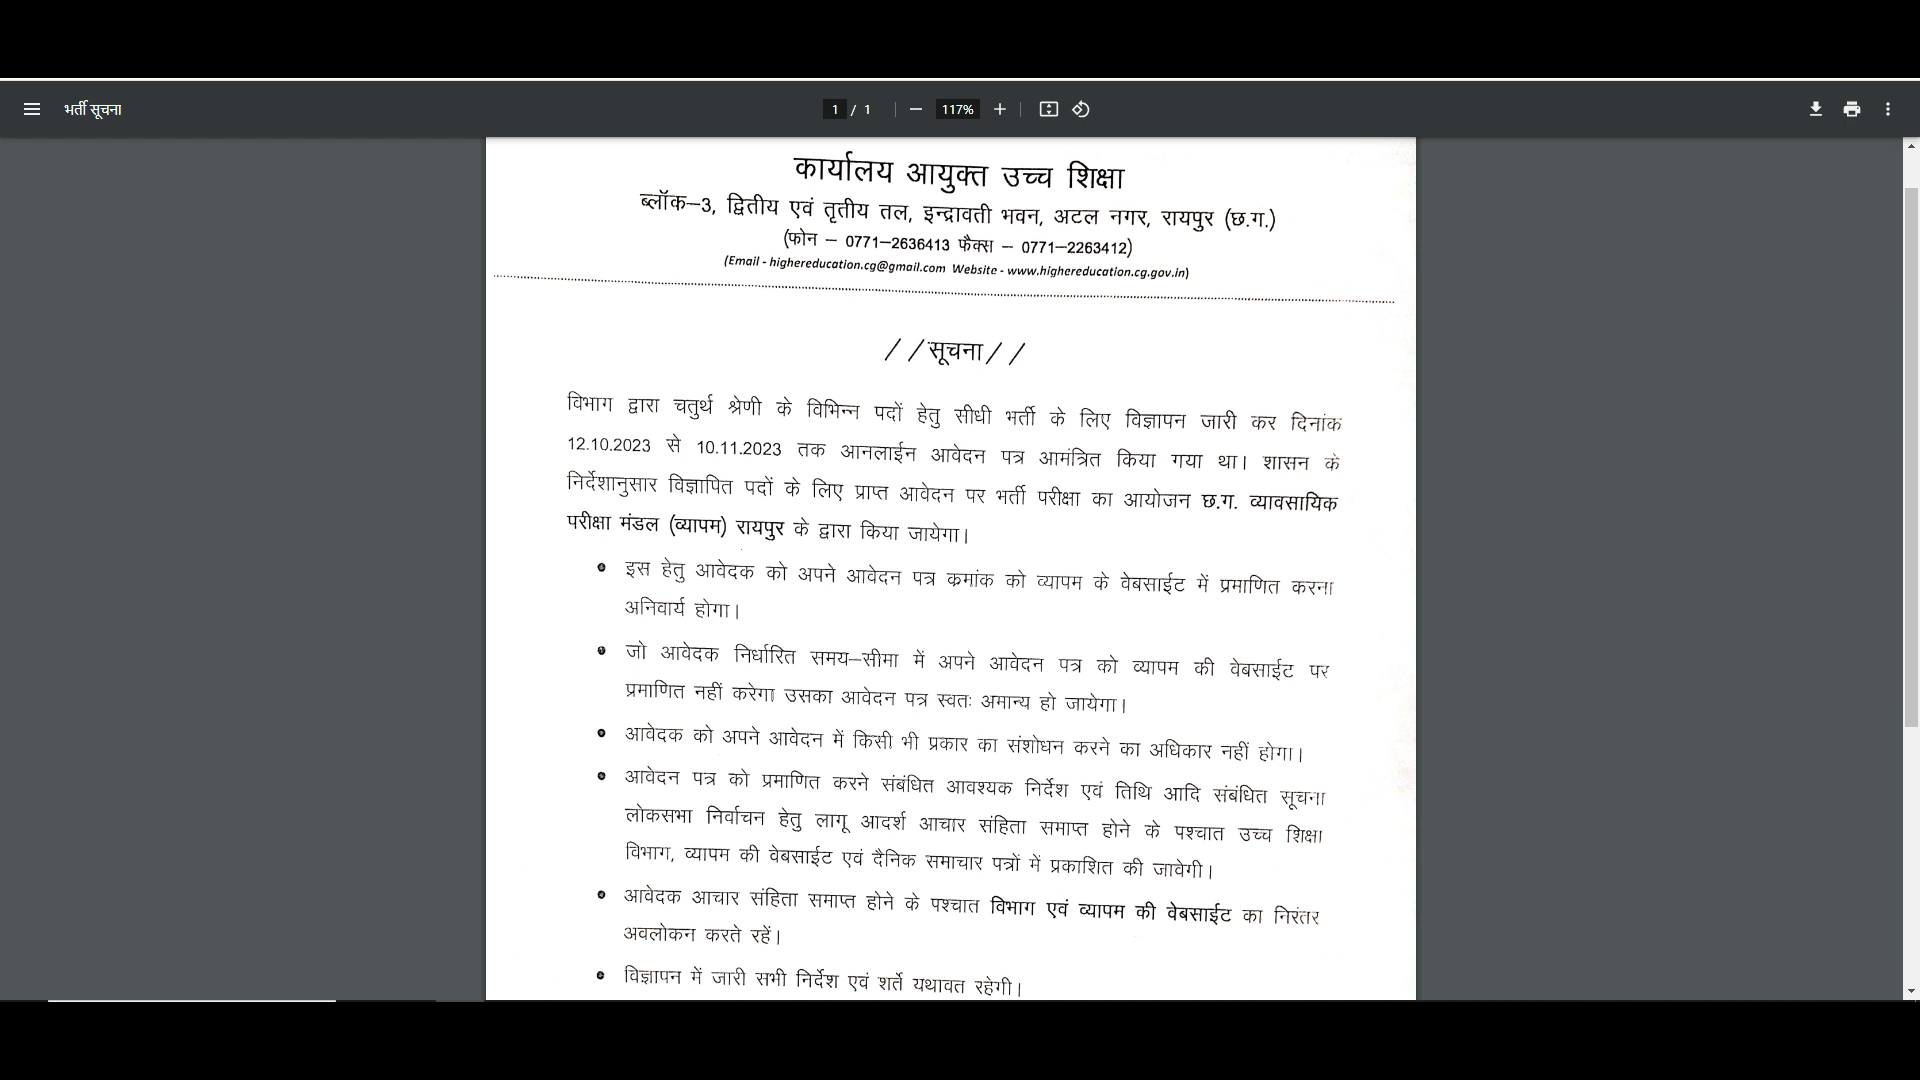 भर्ती सूचना
1 / 1
117%
कार्यालय आयुक्त उच्च शिक्षा
ब्लॉक–3, द्वितीय एवं तृतीय तल, इन्द्रावती भवन, अटल नगर, रायपुर (छ.ग.)
(फोन – 0771–2636413 फैक्स – 0771–2263412)
(Email - highereducation.cg@gmail.com Website - www.highereducation.cg.gov.in)
//सूचना//
विभाग द्वारा चतुर्थ श्रेणी के विभिन्न पदों हेतु सीधी भर्ती के लिए विज्ञापन जारी कर दिनांक
12.10.2023 से 10.11.2023 तक आनलाईन आवेदन पत्र आमंत्रित किया गया था। शासन के
निर्देशानुसार विज्ञापित पदों के लिए प्राप्त आवेदन पर भर्ती परीक्षा का आयोजन छ.ग. व्यावसायिक
परीक्षा मंडल (व्यापम) रायपुर के द्वारा किया जायेगा।
• इस हेतु आवेदक को अपने आवेदन पत्र क्रमांक को व्यापम के वेबसाईट में प्रमाणित करना
अनिवार्य होगा।
• जो आवेदक निर्धारित समय–सीमा में अपने आवेदन पत्र को व्यापम की वेबसाईट पर
प्रमाणित नहीं करेगा उसका आवेदन पत्र स्वतः अमान्य हो जायेगा।
• आवेदक को अपने आवेदन में किसी भी प्रकार का संशोधन करने का अधिकार नहीं होगा।
• आवेदन पत्र को प्रमाणित करने संबंधित आवश्यक निर्देश एवं तिथि आदि संबंधित सूचना
लोकसभा निर्वाचन हेतु लागू आदर्श आचार संहिता समाप्त होने के पश्चात उच्च शिक्षा
विभाग, व्यापम की वेबसाईट एवं दैनिक समाचार पत्रों में प्रकाशित की जावेगी।
• आवेदक आचार संहिता समाप्त होने के पश्चात विभाग एवं व्यापम की वेबसाईट का निरंतर
अवलोकन करते रहें।
• विज्ञापन में जारी सभी निर्देश एवं शर्ते यथावत रहेगी।